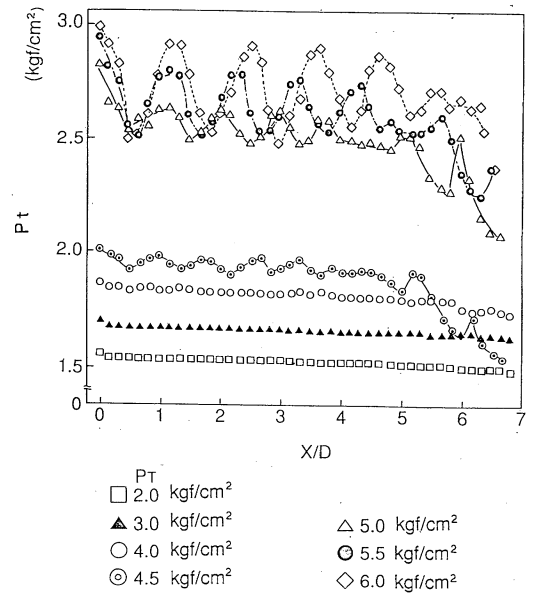 (kgf/cm²)
Pt
3.0
2.5
2.0
1.5
0
0 1 2 3 4 5 6 7 8
X/D
PT
□ 2.0 kgf/cm²
▲ 3.0 kgf/cm²
○ 4.0 kgf/cm²
◎ 4.5 kgf/cm²
△ 5.0 kgf/cm²
○ 5.5 kgf/cm²
◇ 6.0 kgf/cm²